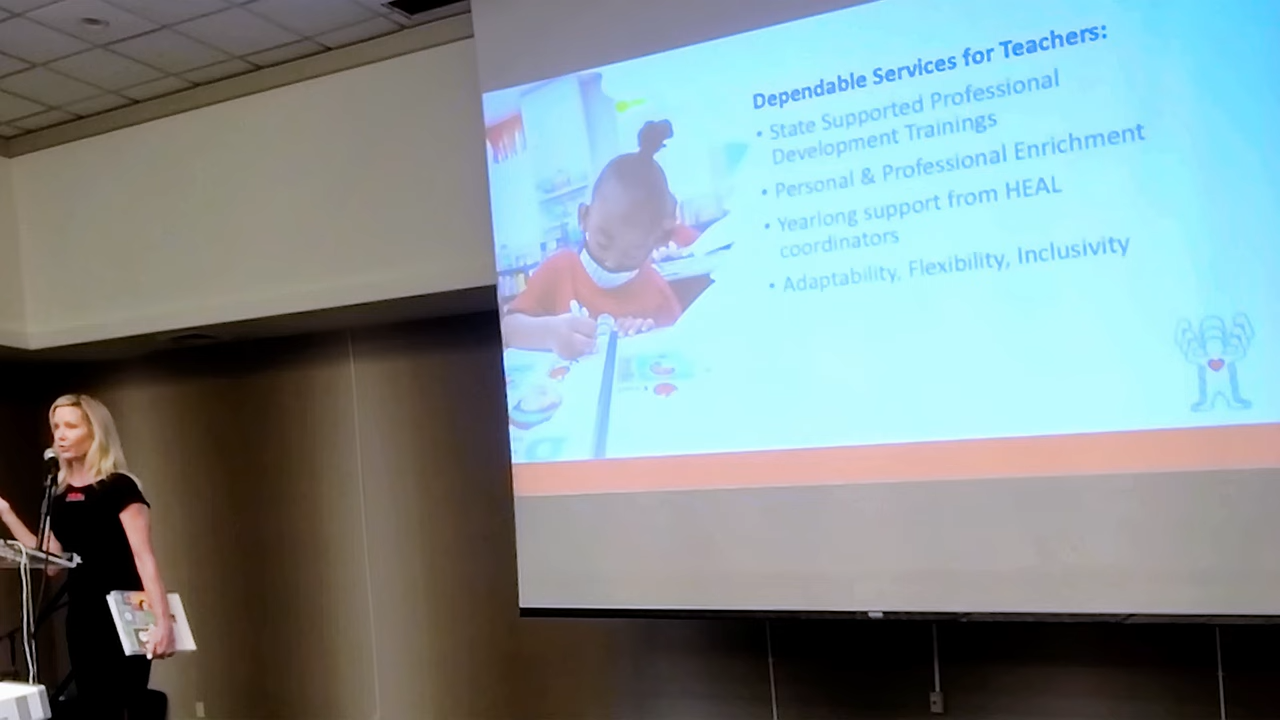 Dependable Services for Teachers:
• State Supported Professional
Development Trainings
• Personal & Professional Enrichment
• Yearlong support from HEAL
coordinators
• Adaptability, Flexibility, Inclusivity